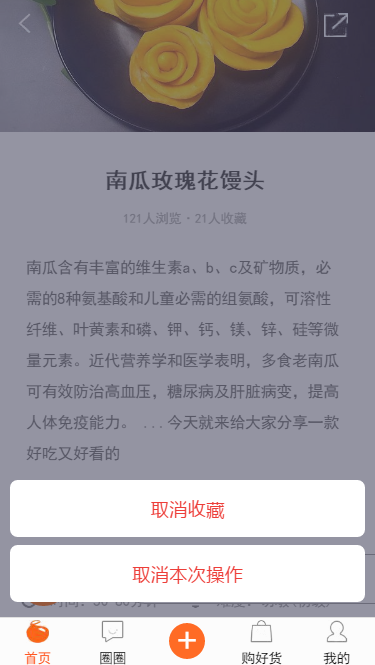 南瓜玫瑰花馒头
121人浏览·21人收藏
南瓜含有丰富的维生素a、b、c及矿物质，必
需的8种氨基酸和儿童必需的组氨酸，可溶性
纤维、叶黄素和磷、钾、钙、镁、锌、硅等微
量元素。近代营养学和医学表明，多食老南瓜
可有效防治高血压，糖尿病及肝脏病变，提高
人体免疫能力。 ...今天就来给大家分享一款
好吃又好看的
取消收藏
取消本次操作
首页 圈圈 购好货 我的